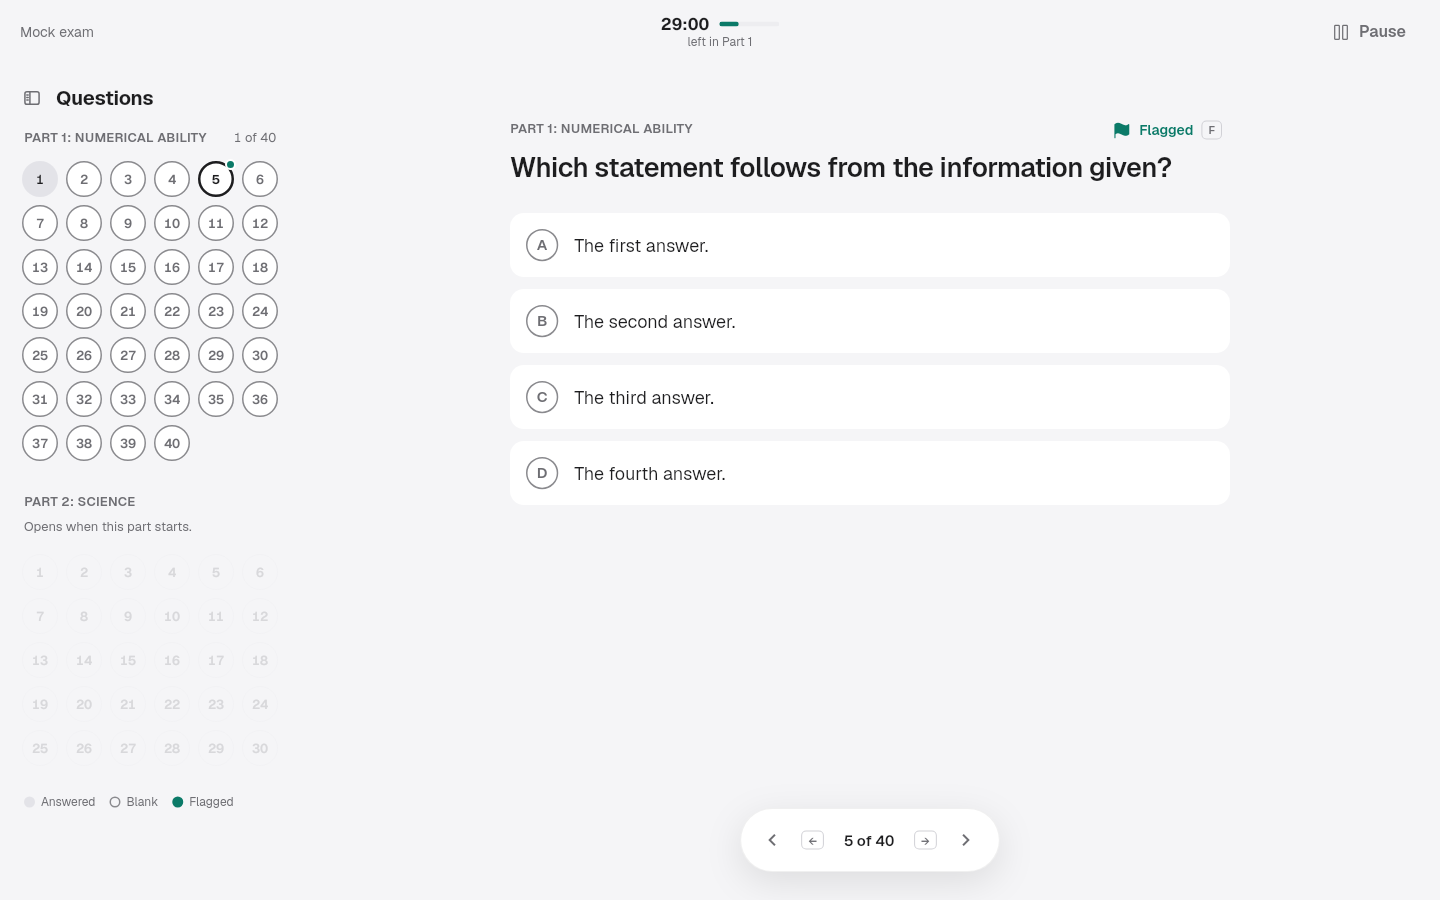 Mock exam
29:00
left in Part 1
Pause
Questions
PART 1: NUMERICAL ABILITY 1 of 40
1 2 3 4 5 6
7 8 9 10 11 12
13 14 15 16 17 18
19 20 21 22 23 24
25 26 27 28 29 30
31 32 33 34 35 36
37 38 39 40
PART 2: SCIENCE
Opens when this part starts.
1 2 3 4 5 6
7 8 9 10 11 12
13 14 15 16 17 18
19 20 21 22 23 24
25 26 27 28 29 30
Answered Blank Flagged
PART 1: NUMERICAL ABILITY
Flagged F
Which statement follows from the information given?
A The first answer.
B The second answer.
C The third answer.
D The fourth answer.
← 5 of 40 →